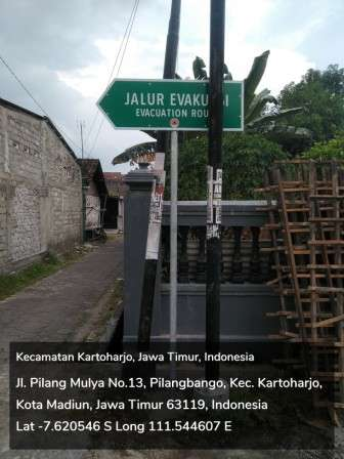 JALUR EVAKUASI
EVACUATION ROUTE
Kecamatan Kartoharjo, Jawa Timur, Indonesia
Jl. Pilang Mulya No.13, Pilangbango, Kec. Kartoharjo,
Kota Madiun, Jawa Timur 63119, Indonesia
Lat -7.620546 S Long 111.544607 E